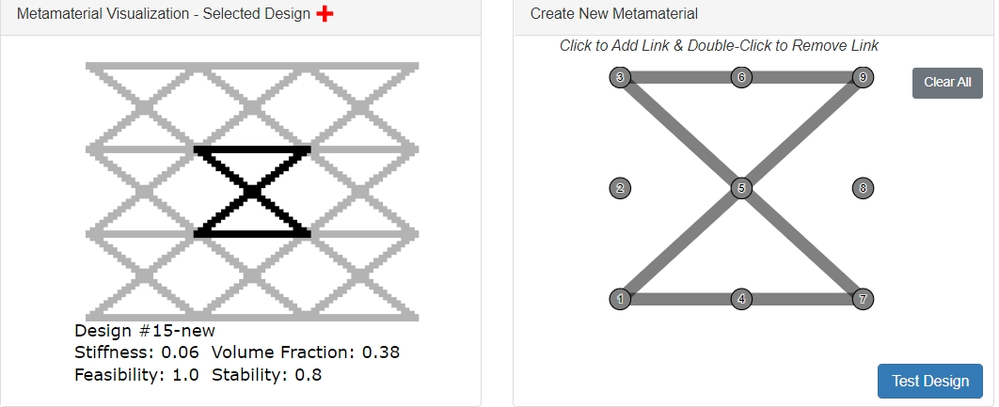 Metamaterial Visualization - Selected Design
Design #15-new
Stiffness: 0.06 Volume Fraction: 0.38
Feasibility: 1.0 Stability: 0.8
Create New Metamaterial
Click to Add Link & Double-Click to Remove Link
3 6 9
Clear All
2 5 8
1 4 7
Test Design